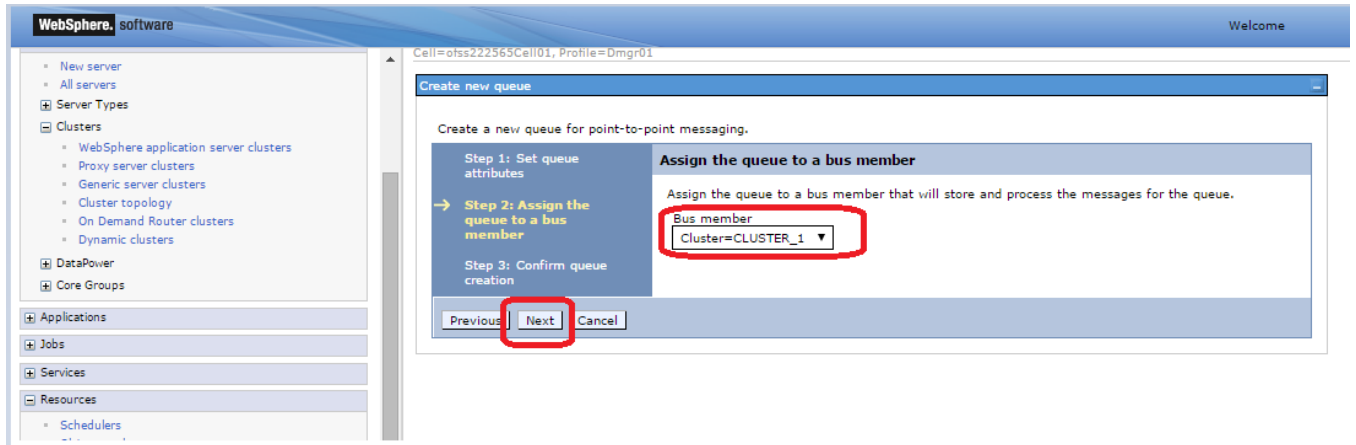 WebSphere. software
Welcome
New server
All servers
Server Types
Clusters
WebSphere application server clusters
Proxy server clusters
Generic server clusters
Cluster topology
On Demand Router clusters
Dynamic clusters
DataPower
Core Groups
Applications
Jobs
Services
Resources
Schedulers
Cell=ofss222565Cell01, Profile=Dmgr01
Create new queue
Create a new queue for point-to-point messaging.
Step 1: Set queue
attributes
Step 2: Assign the
queue to a bus
member
Step 3: Confirm queue
creation
Assign the queue to a bus member
Assign the queue to a bus member that will store and process the messages for the queue.
Bus member
Cluster=CLUSTER_1
Previous
Next
Cancel